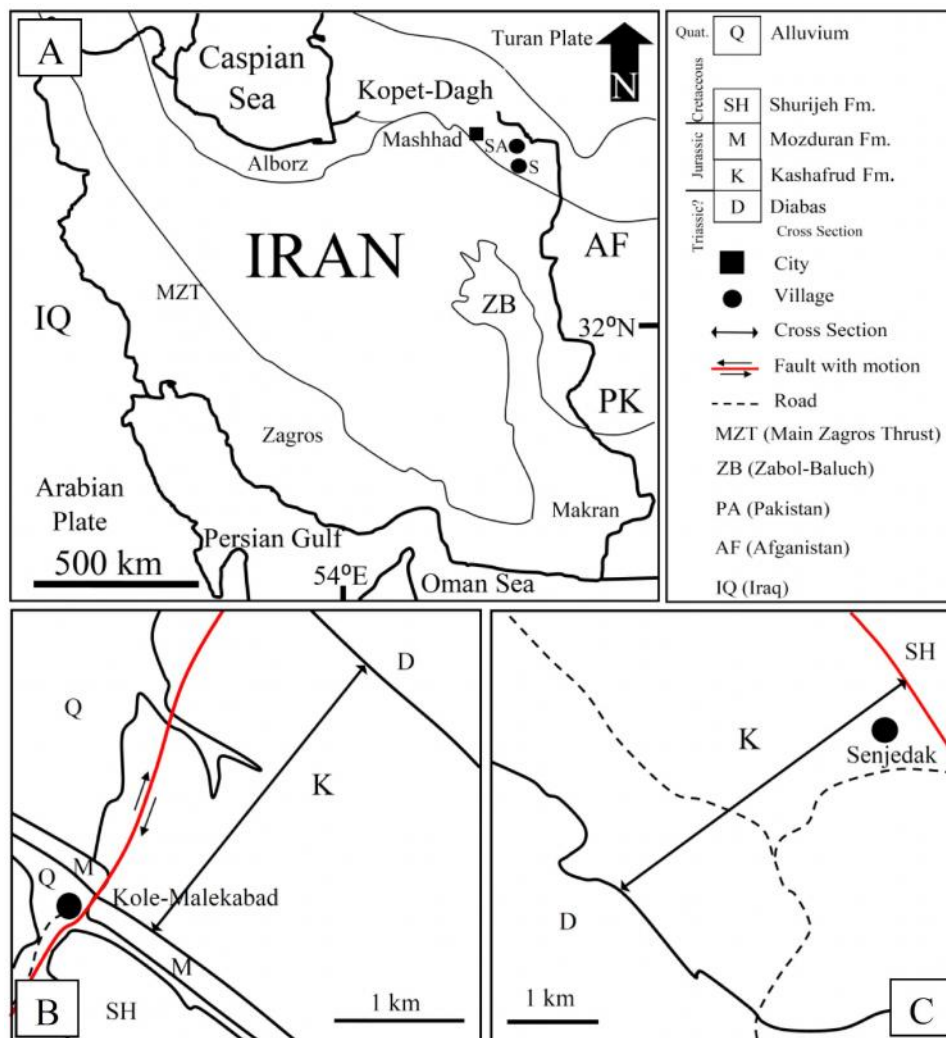 A
Caspian
Sea
Turan Plate
N
Kopet-Dagh
Mashhad
SA
S
Alborz
IRAN
AF
MZT
ZB
IQ
32°N
PK
Zagros
Arabian
Plate
Makran
Persian Gulf
500 km
54°E
Oman Sea
Quat.
Q
Alluvium
Cretaceous
SH
Shurijeh Fm.
Jurassic
M
Mozduran Fm.
K
Kashafrud Fm.
Triassic?
D
Diabas
Cross Section
City
Village
Cross Section
Fault with motion
Road
MZT (Main Zagros Thrust)
ZB (Zabol-Baluch)
PA (Pakistan)
AF (Afganistan)
IQ (Iraq)
D
Q
K
M
Q
Kole-Malekabad
M
B
SH
1 km
SH
K
Senjedak
D
1 km
C